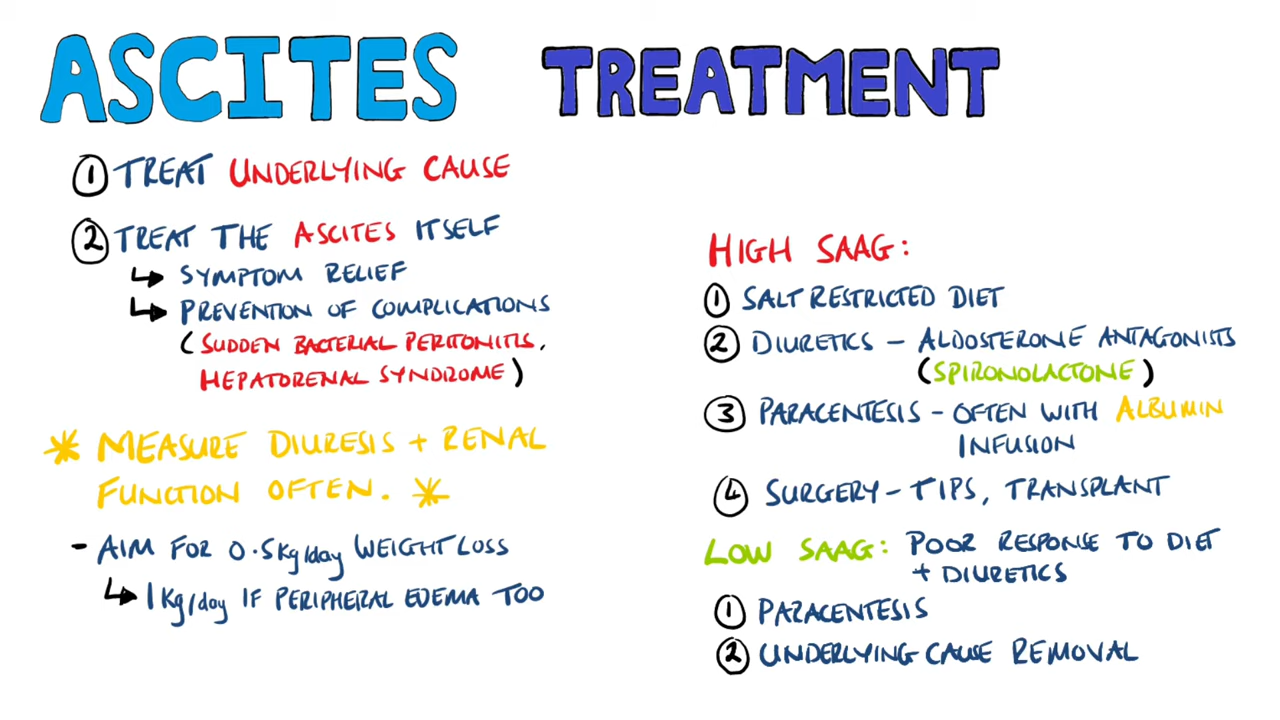 ASCITES TREATMENT
① TREAT UNDERLYING CAUSE
② TREAT THE ASCITES ITSELF
↳ SYMPTOM RELIEF
↳ PREVENTION OF COMPLICATIONS
(SUDDEN BACTERIAL PERITONITIS,
HEPATORENAL SYNDROME)
* MEASURE DIURESIS + RENAL
FUNCTION OFTEN. *
- AIM FOR 0.5Kg/day WEIGHT LOSS
↳ 1Kg/day IF PERIPHERAL EDEMA TOO
HIGH SAAG:
① SALT RESTRICTED DIET
② DIURETICS - ALDOSTERONE ANTAGONISTS
(SPIRONOLACTONE)
③ PARACENTESIS - OFTEN WITH ALBUMIN
INFUSION
④ SURGERY - TIPS, TRANSPLANT
LOW SAAG: POOR RESPONSE TO DIET
+ DIURETICS
① PARACENTESIS
② UNDERLYING CAUSE REMOVAL